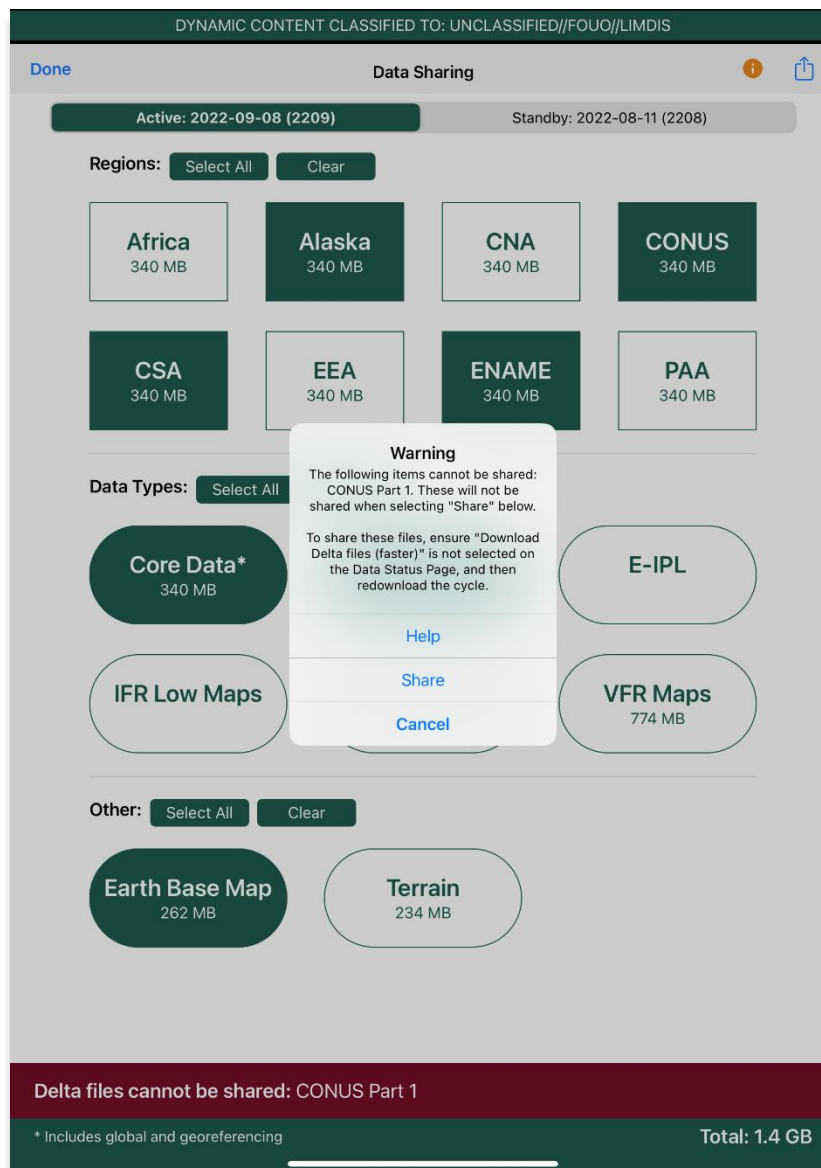 DYNAMIC CONTENT CLASSIFIED TO: UNCLASSIFIED//FOUO//LIMDIS
Done
Data Sharing
i
Active: 2022-09-08 (2209)
Standby: 2022-08-11 (2208)
Regions:
Select All
Clear
Africa
340 MB
Alaska
340 MB
CNA
340 MB
CONUS
340 MB
CSA
340 MB
EEA
340 MB
ENAME
340 MB
PAA
340 MB
Data Types:
Select All
Warning
The following items cannot be shared:
CONUS Part 1. These will not be
shared when selecting "Share" below.
To share these files, ensure "Download
Delta files (faster)" is not selected on
the Data Status Page, and then
redownload the cycle.
Help
Share
Cancel
Core Data*
340 MB
E-IPL
IFR Low Maps
VFR Maps
774 MB
Other:
Select All
Clear
Earth Base Map
262 MB
Terrain
234 MB
Delta files cannot be shared: CONUS Part 1
* Includes global and georeferencing
Total: 1.4 GB